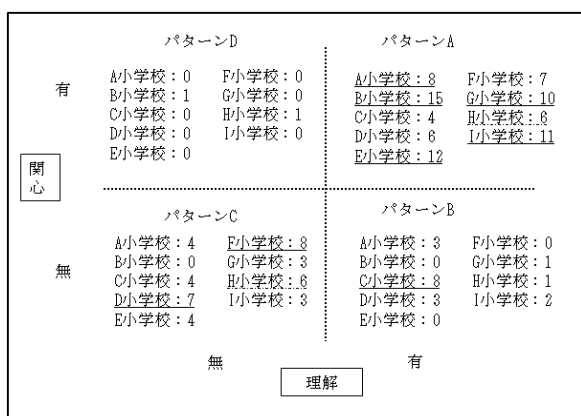 パターンD
A小学校：0 F小学校：0
B小学校：1 G小学校：0
C小学校：0 H小学校：1
D小学校：0 I小学校：0
E小学校：0
パターンA
A小学校：8 F小学校：7
B小学校：15 G小学校：10
C小学校：4 H小学校：6
D小学校：6 I小学校：11
E小学校：12
有
関心
無
パターンC
A小学校：4 F小学校：8
B小学校：0 G小学校：3
C小学校：4 H小学校：6
D小学校：7 I小学校：3
E小学校：4
パターンB
A小学校：3 F小学校：0
B小学校：0 G小学校：1
C小学校：8 H小学校：1
D小学校：3 I小学校：2
E小学校：0
無 有
理解